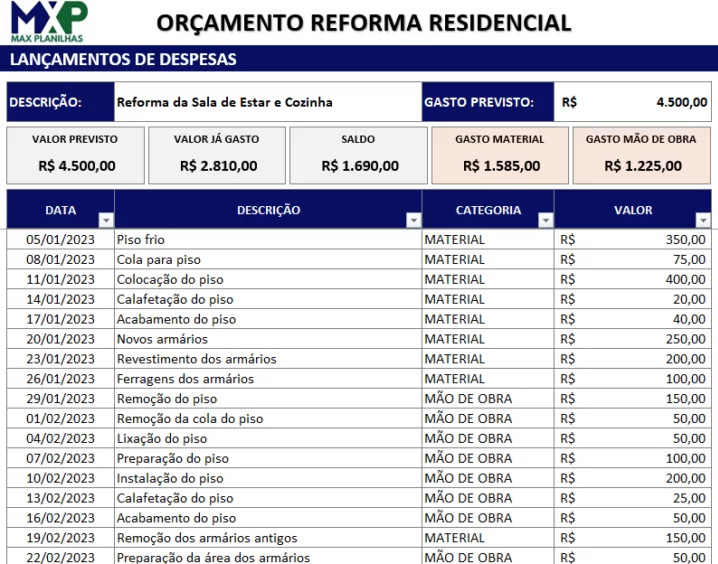 MXP
MAX PLANILHAS
ORÇAMENTO REFORMA RESIDENCIAL
LANÇAMENTOS DE DESPESAS
DESCRIÇÃO: Reforma da Sala de Estar e Cozinha GASTO PREVISTO: R$ 4.500,00
VALOR PREVISTO VALOR JÁ GASTO SALDO GASTO MATERIAL GASTO MÃO DE OBRA
R$ 4.500,00 R$ 2.810,00 R$ 1.690,00 R$ 1.585,00 R$ 1.225,00
DATA DESCRIÇÃO CATEGORIA VALOR
05/01/2023 Piso frio MATERIAL R$ 350,00
08/01/2023 Cola para piso MATERIAL R$ 75,00
11/01/2023 Colocação do piso MATERIAL R$ 400,00
14/01/2023 Calafetação do piso MATERIAL R$ 20,00
17/01/2023 Acabamento do piso MATERIAL R$ 40,00
20/01/2023 Novos armários MATERIAL R$ 250,00
23/01/2023 Revestimento dos armários MATERIAL R$ 200,00
26/01/2023 Ferragens dos armários MATERIAL R$ 100,00
29/01/2023 Remoção do piso MÃO DE OBRA R$ 150,00
01/02/2023 Remoção da cola do piso MÃO DE OBRA R$ 50,00
04/02/2023 Lixação do piso MÃO DE OBRA R$ 50,00
07/02/2023 Preparação do piso MÃO DE OBRA R$ 100,00
10/02/2023 Instalação do piso MÃO DE OBRA R$ 200,00
13/02/2023 Calafetação do piso MÃO DE OBRA R$ 25,00
16/02/2023 Acabamento do piso MÃO DE OBRA R$ 50,00
19/02/2023 Remoção dos armários antigos MATERIAL R$ 150,00
22/02/2023 Preparação da área dos armários MÃO DE OBRA R$ 50,00